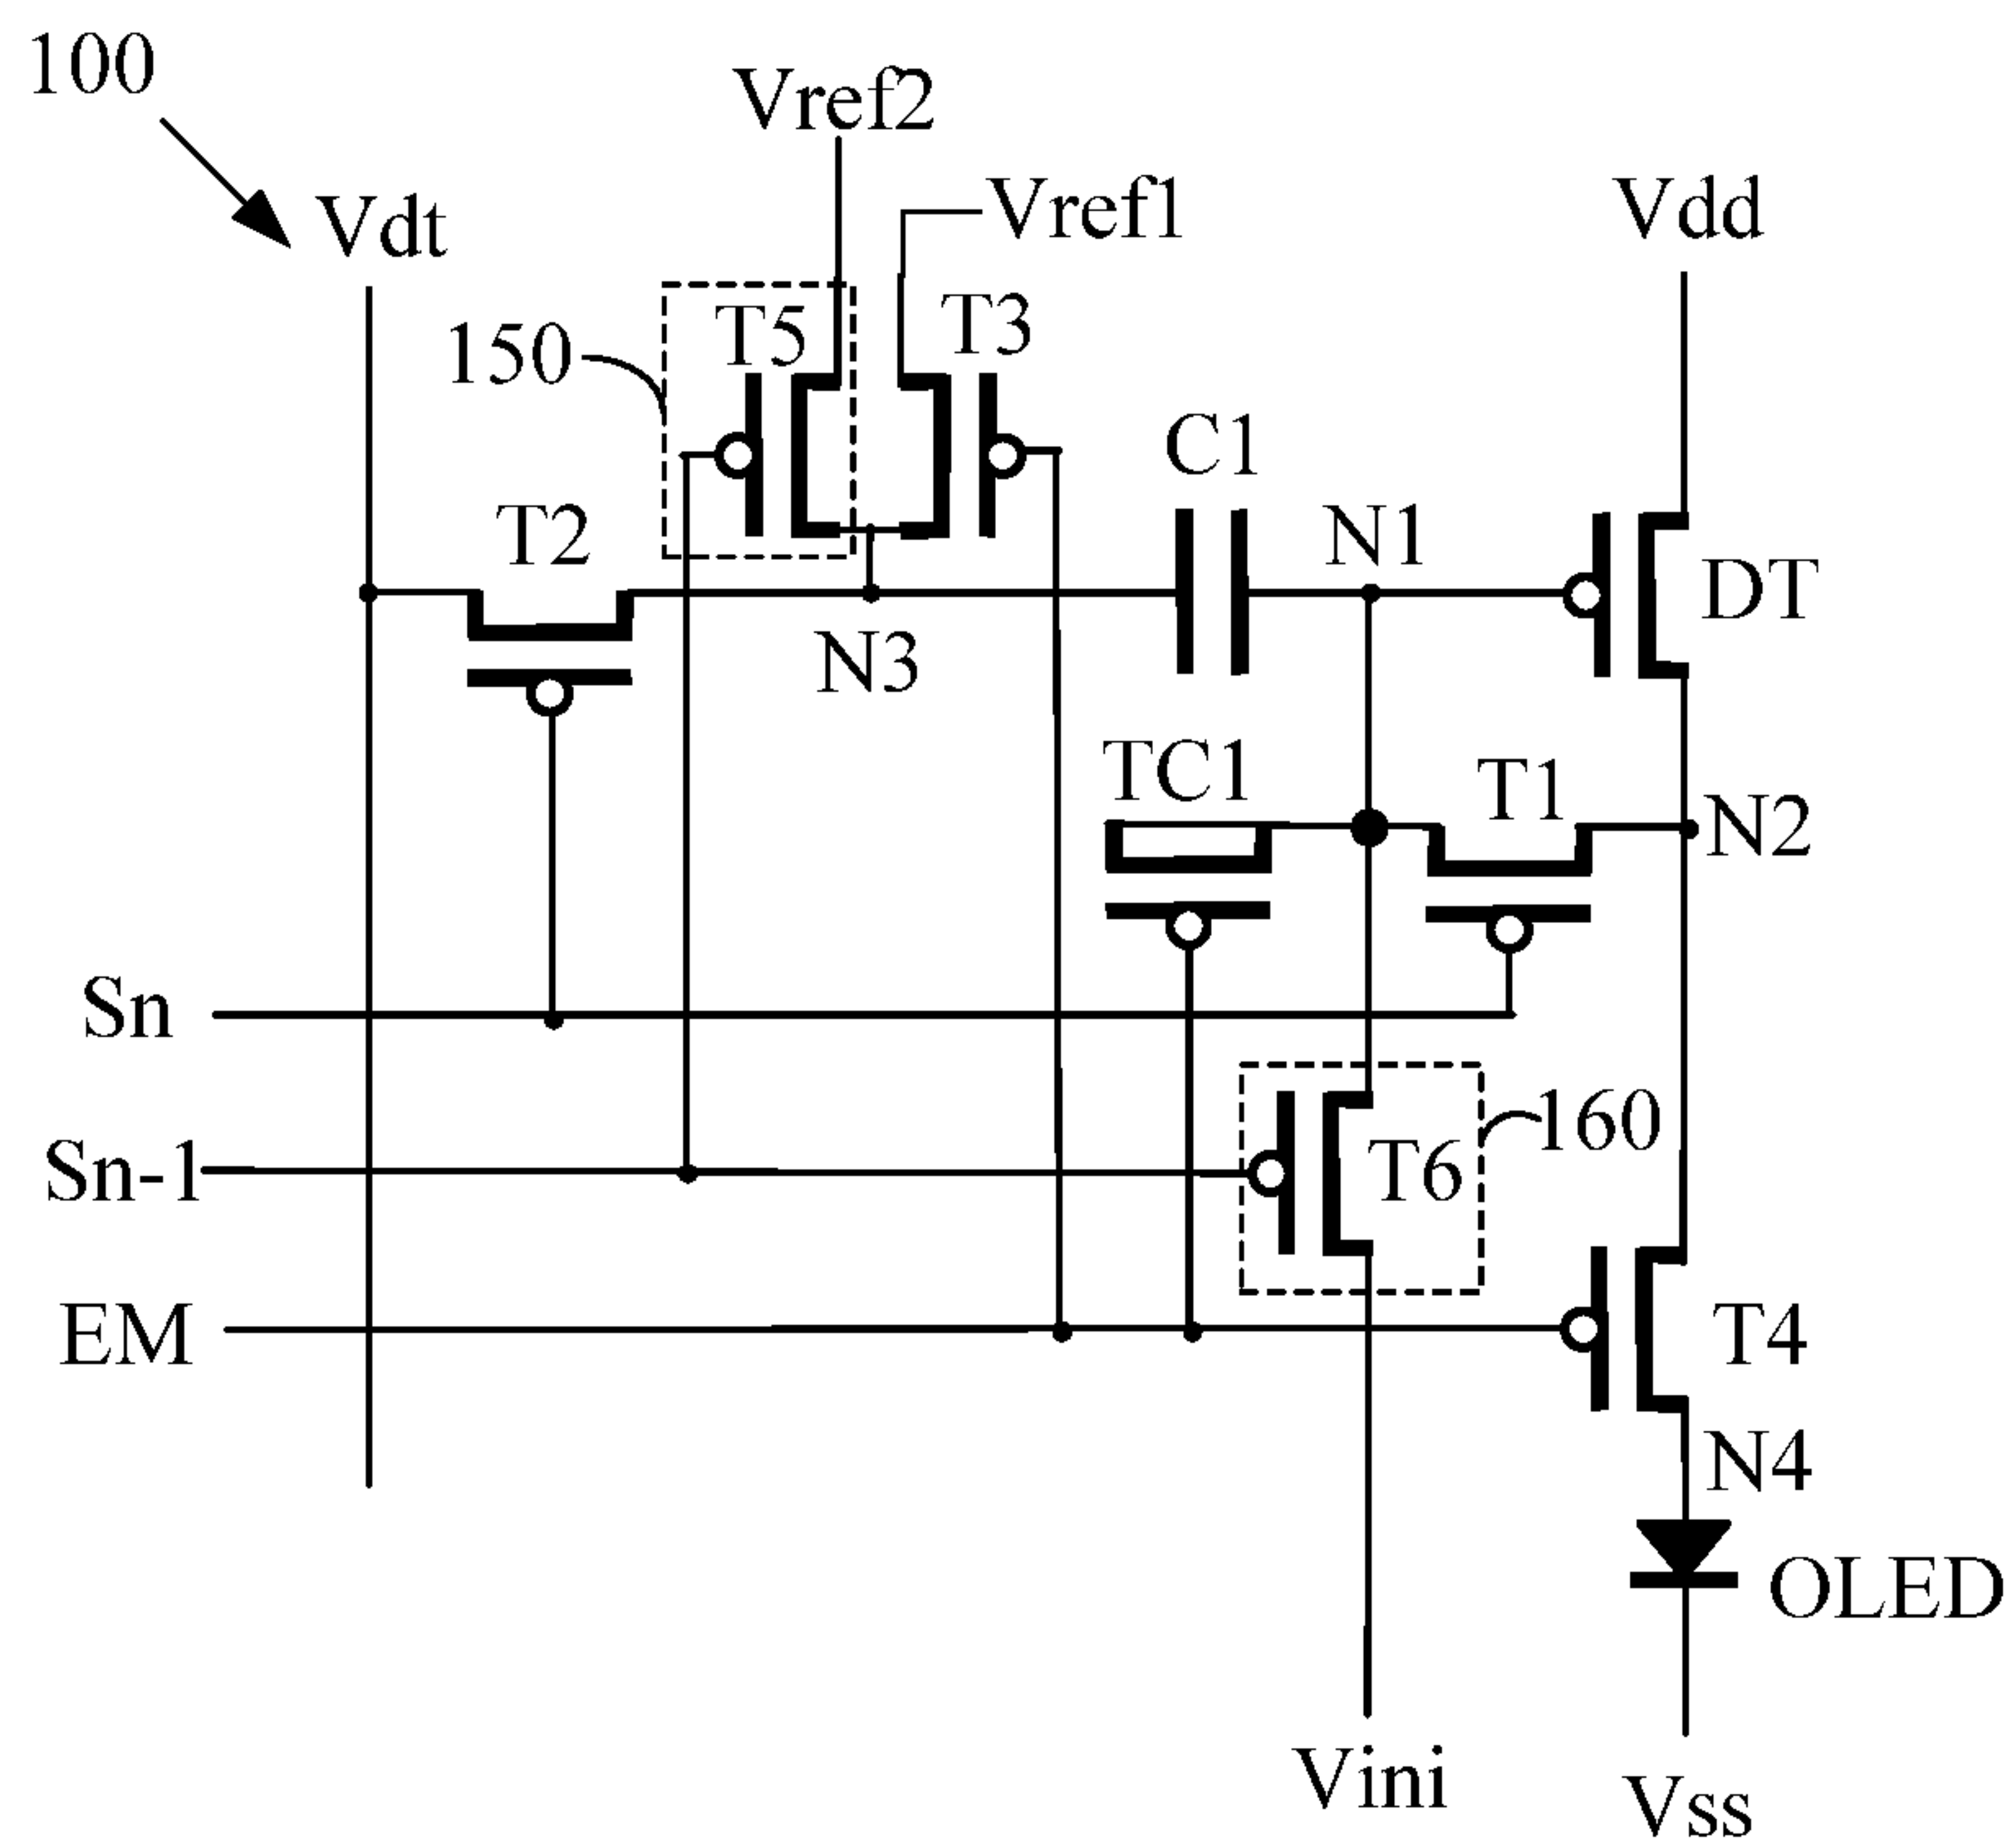 100
Vref2
Vref1
Vdd
Vdt
T5
T3
150
C1
T2
N1
DT
N3
TC1
T1
N2
Sn
160
Sn-1
T6
EM
T4
N4
OLED
Vini
Vss